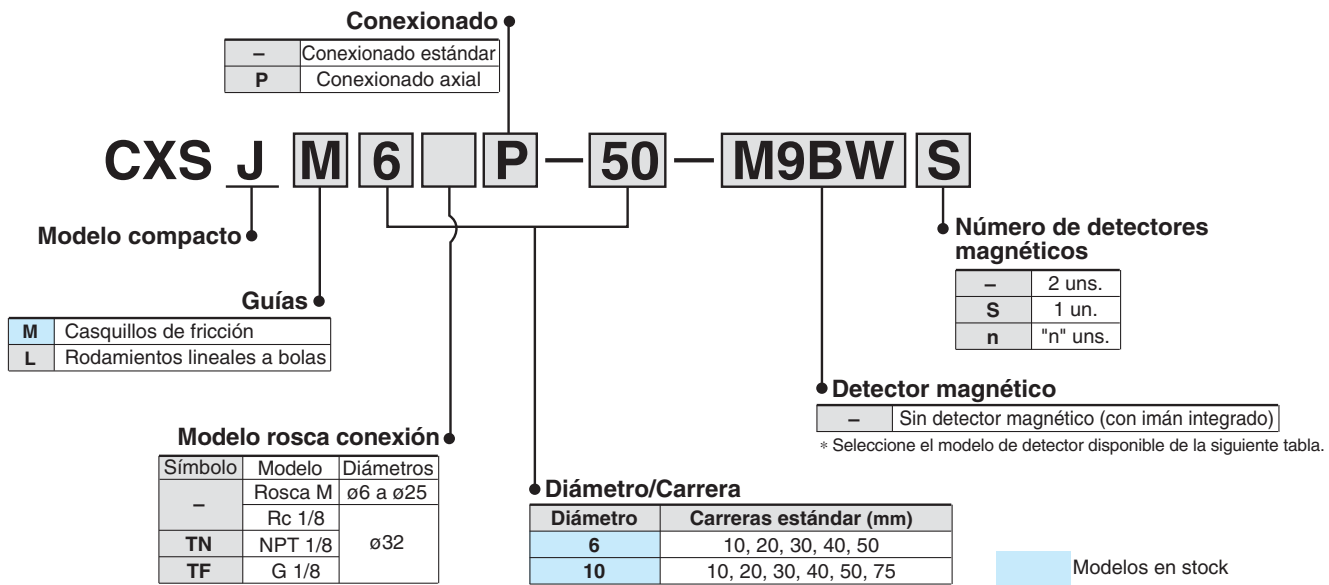 Conexionado
– Conexionado estándar
P Conexionado axial
CXS J M 6 P — 50 — M9BW S
Modelo compacto
Número de detectores
magnéticos
– 2 uns.
S 1 un.
n "n" uns.
Guías
M Casquillos de fricción
L Rodamientos lineales a bolas
Detector magnético
– Sin detector magnético (con imán integrado)
* Seleccione el modelo de detector disponible de la siguiente tabla.
Modelo rosca conexión
Símbolo Modelo Diámetros
– Rosca M ø6 a ø25
Rc 1/8
TN NPT 1/8 ø32
TF G 1/8
Diámetro/Carrera
Diámetro Carreras estándar (mm)
6 10, 20, 30, 40, 50
10 10, 20, 30, 40, 50, 75
Modelos en stock